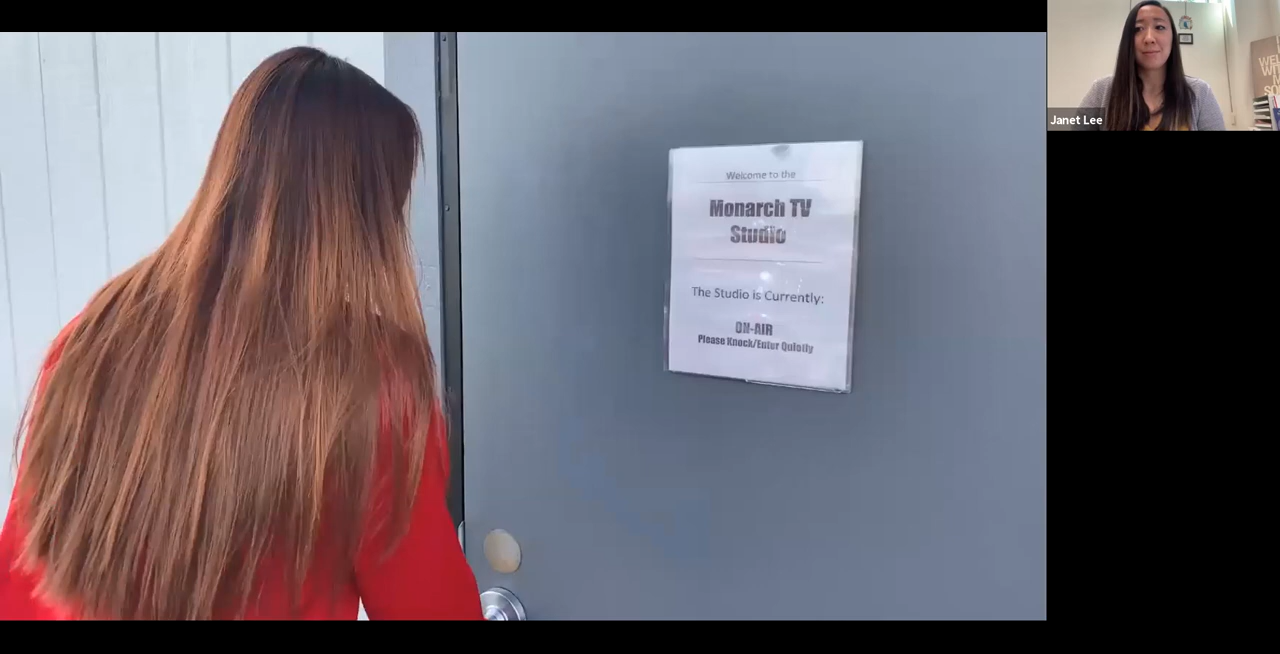 Welcome to the
Monarch TV
Studio
The Studio is Currently:
ON-AIR
Please Knock/Enter Quietly
Janet Lee